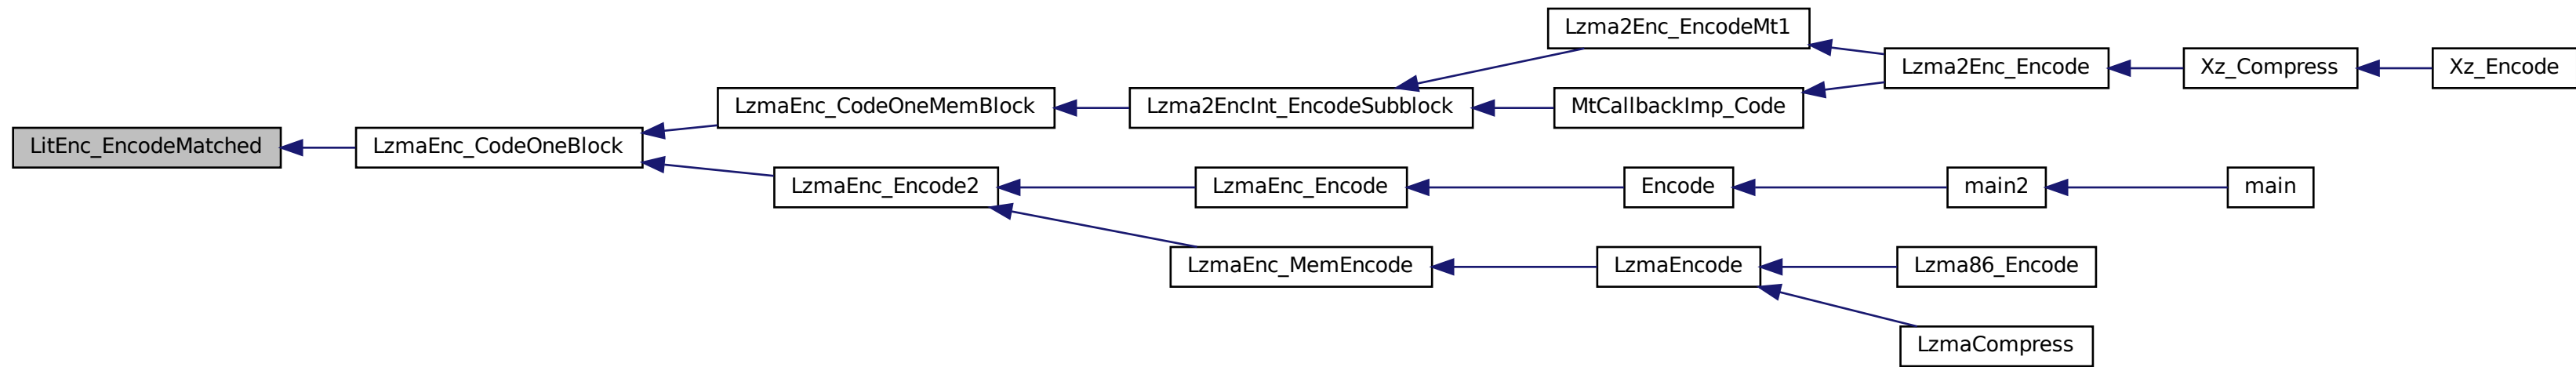 Lzma2Enc_EncodeMt1
Lzma2Enc_Encode
Xz_Compress
Xz_Encode
LzmaEnc_CodeOneMemBlock
Lzma2EncInt_EncodeSubblock
MtCallbackImp_Code
LitEnc_EncodeMatched
LzmaEnc_CodeOneBlock
LzmaEnc_Encode2
LzmaEnc_Encode
Encode
main2
main
LzmaEnc_MemEncode
LzmaEncode
Lzma86_Encode
LzmaCompress